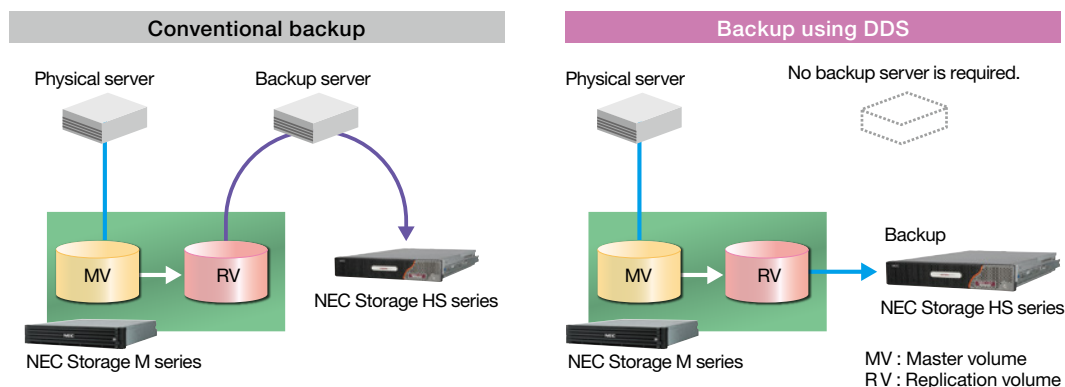 Conventional backup
Physical server
Backup server
MV
RV
NEC Storage HS series
NEC Storage M series
Backup using DDS
Physical server
No backup server is required.
Backup
MV
RV
NEC Storage HS series
NEC Storage M series
MV : Master volume
RV : Replication volume